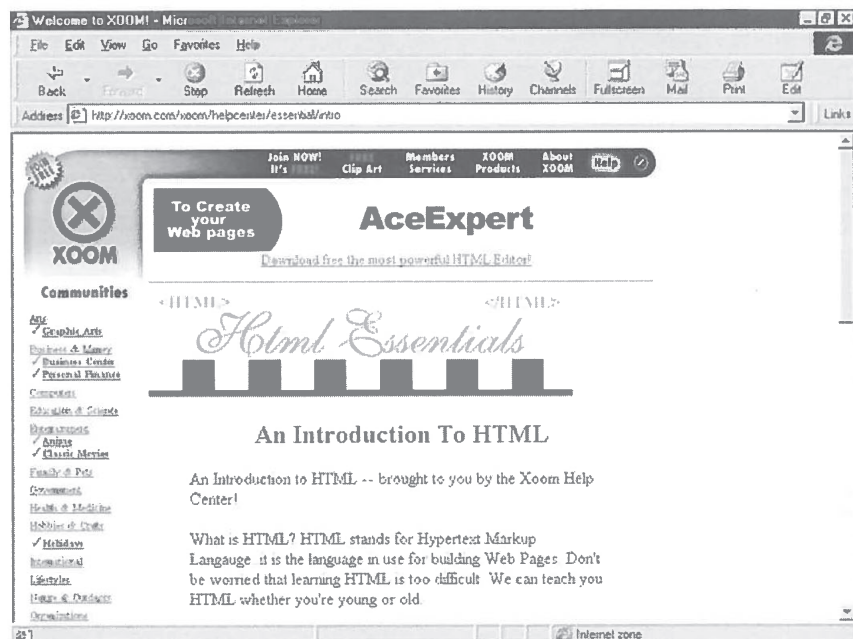 Welcome to XOOM! - Microsoft Internet Explorer
File Edit View Go Favorites Help
Back Forward Stop Refresh Home Search Favorites History Channels Fullscreen Mail Print Edit
Address http://xoom.com/xoom/helpcenter/essential/intro Links
JOIN FREE
Join NOW! It's FREE!
FREE Clip Art
Members Services
XOOM Products
About XOOM
Help
XOOM
To Create
your
Web pages
AceExpert
Download free the most powerful HTML Editor!
Communities
Arts
Graphic Arts
Business & Money
Business Center
Personal Finance
Computers
Education & Science
Entertainment
Anime
Classic Movies
Family & Pets
Government
Health & Medicine
Hobbies & Crafts
Holidays
International
Lifestyles
Organizations
<HTML> </HTML>
Html Essentials
An Introduction To HTML
An Introduction to HTML -- brought to you by the Xoom Help
Center!
What is HTML? HTML stands for Hypertext Markup
Langauge. it is the language in use for building Web Pages. Don't
be worried that learning HTML is too difficult. We can teach you
HTML whether you're young or old.
Internet zone